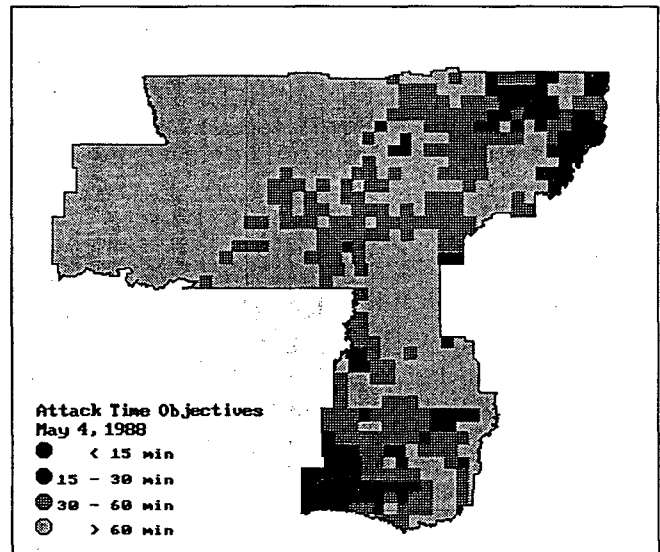 Attack Time Objectives
May 4, 1988
< 15 min
15 - 30 min
30 - 60 min
> 60 min